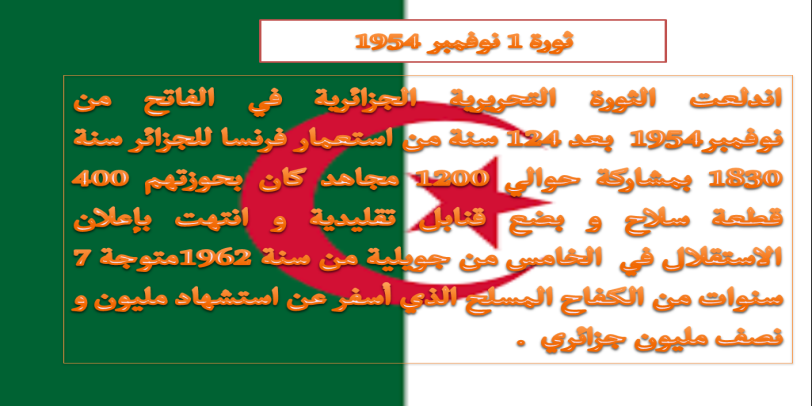 ثورة 1 نوفمبر 1954
اندلعت الثورة التحريرية الجزائرية في الفاتح من
نوفمبر1954 بعد 124 سنة من استعمار فرنسا للجزائر سنة
1830 بمشاركة حوالي 1200 مجاهد كان بحوزتهم 400
قطعة سلاح و بضع قنابل تقليدية و انتهت بإعلان
الاستقلال في الخامس من جويلية من سنة 1962متوجة 7
سنوات من الكفاح المسلح الذي أسفر عن استشهاد مليون و
نصف مليون جزائري .